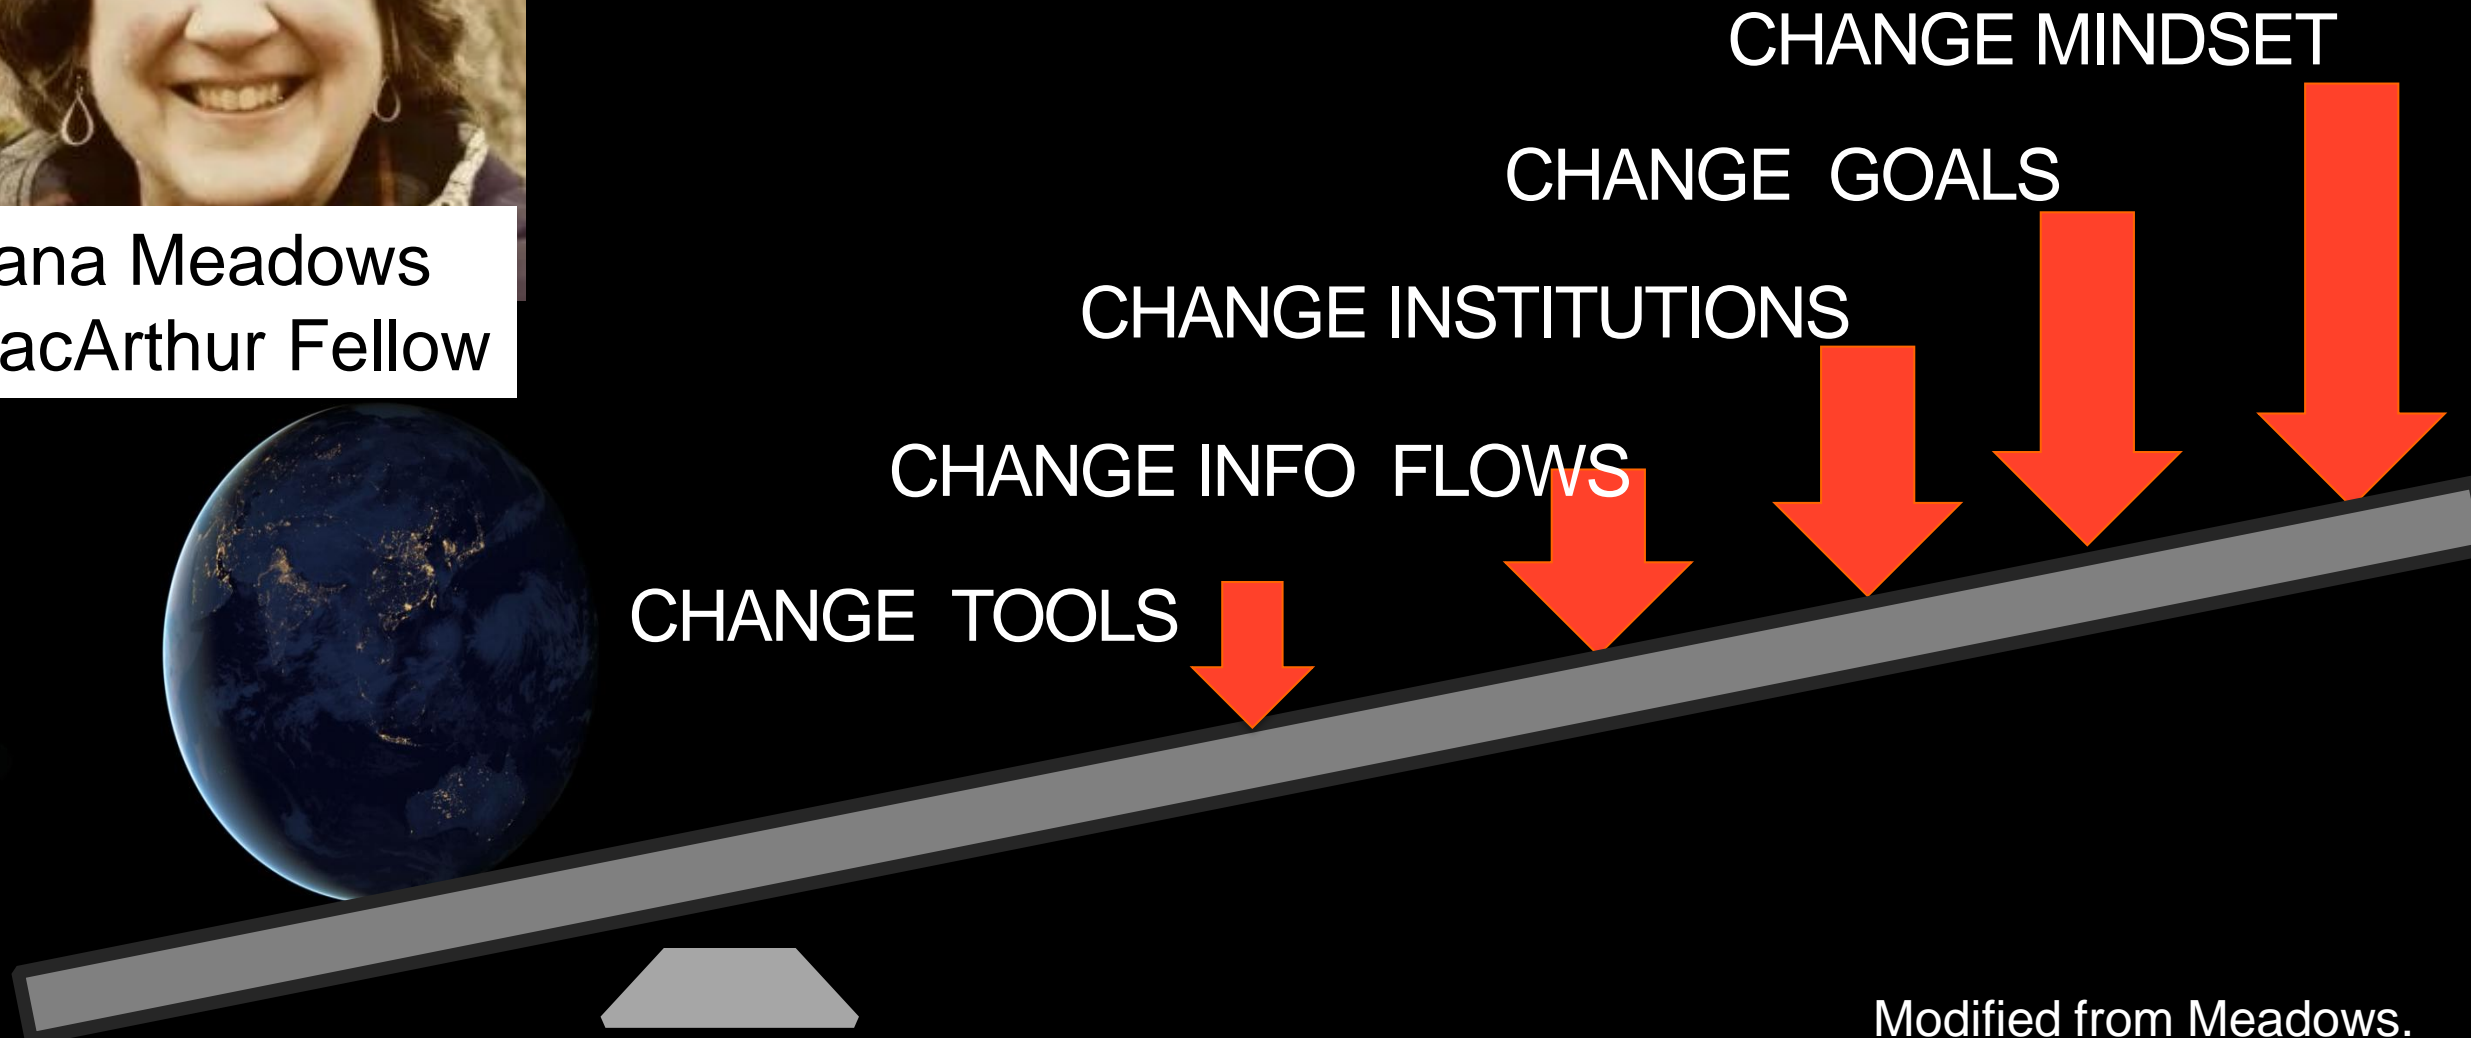 CHANGE MINDSET
CHANGE GOALS
ana Meadows
acArthur Fellow
CHANGE INSTITUTIONS
CHANGE INFO FLOWS
CHANGE TOOLS
Modified from Meadows.